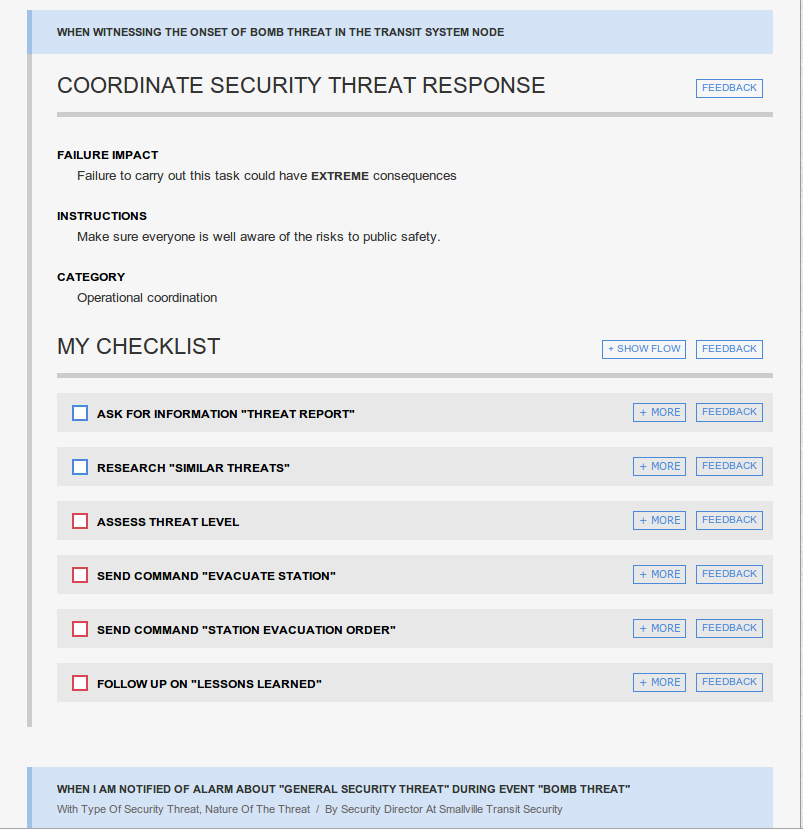 WHEN WITNESSING THE ONSET OF BOMB THREAT IN THE TRANSIT SYSTEM NODE
COORDINATE SECURITY THREAT RESPONSE FEEDBACK
FAILURE IMPACT
Failure to carry out this task could have EXTREME consequences
INSTRUCTIONS
Make sure everyone is well aware of the risks to public safety.
CATEGORY
Operational coordination
MY CHECKLIST + SHOW FLOW FEEDBACK
ASK FOR INFORMATION "THREAT REPORT" + MORE FEEDBACK
RESEARCH "SIMILAR THREATS" + MORE FEEDBACK
ASSESS THREAT LEVEL + MORE FEEDBACK
SEND COMMAND "EVACUATE STATION" + MORE FEEDBACK
SEND COMMAND "STATION EVACUATION ORDER" + MORE FEEDBACK
FOLLOW UP ON "LESSONS LEARNED" + MORE FEEDBACK
WHEN I AM NOTIFIED OF ALARM ABOUT "GENERAL SECURITY THREAT" DURING EVENT "BOMB THREAT"
With Type Of Security Threat, Nature Of The Threat / By Security Director At Smallville Transit Security